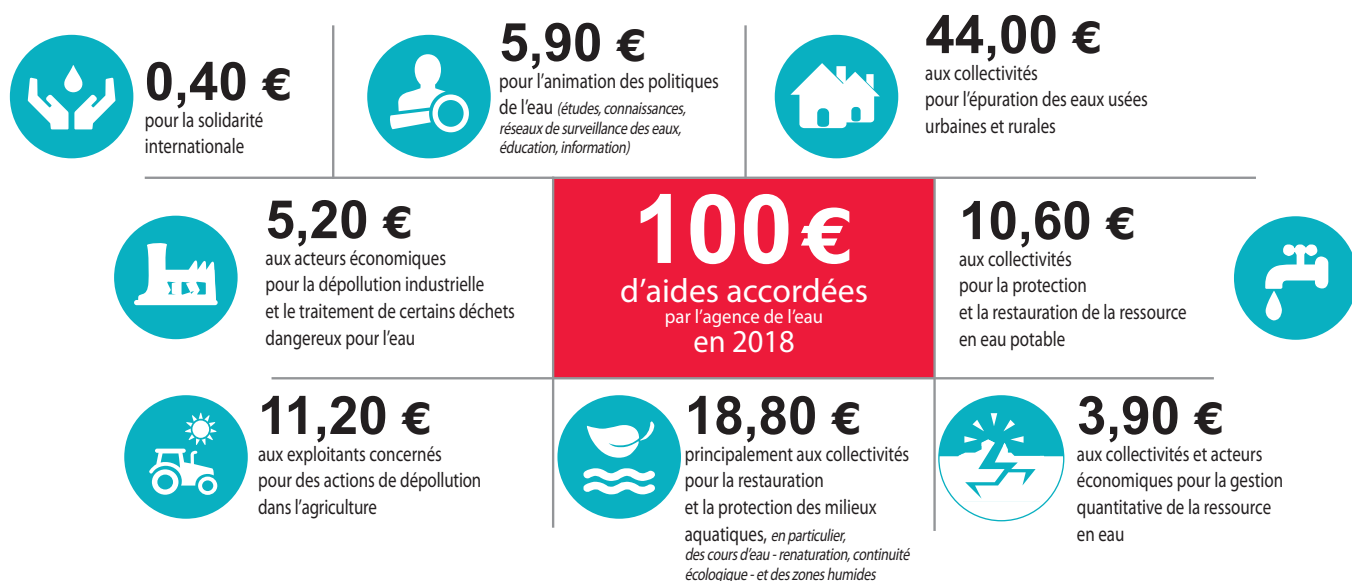 0,40 €
pour la solidarité
internationale
5,90 €
pour l'animation des politiques
de l'eau (études, connaissances,
réseaux de surveillance des eaux,
éducation, information)
44,00 €
aux collectivités
pour l'épuration des eaux usées
urbaines et rurales
5,20 €
aux acteurs économiques
pour la dépollution industrielle
et le traitement de certains déchets
dangereux pour l'eau
100 €
d'aides accordées
par l'agence de l'eau
en 2018
10,60 €
aux collectivités
pour la protection
et la restauration de la ressource
en eau potable
11,20 €
aux exploitants concernés
pour des actions de dépollution
dans l'agriculture
18,80 €
principalement aux collectivités
pour la restauration
et la protection des milieux
aquatiques, en particulier,
des cours d'eau - renaturation, continuité
écologique - et des zones humides
3,90 €
aux collectivités et acteurs
économiques pour la gestion
quantitative de la ressource
en eau